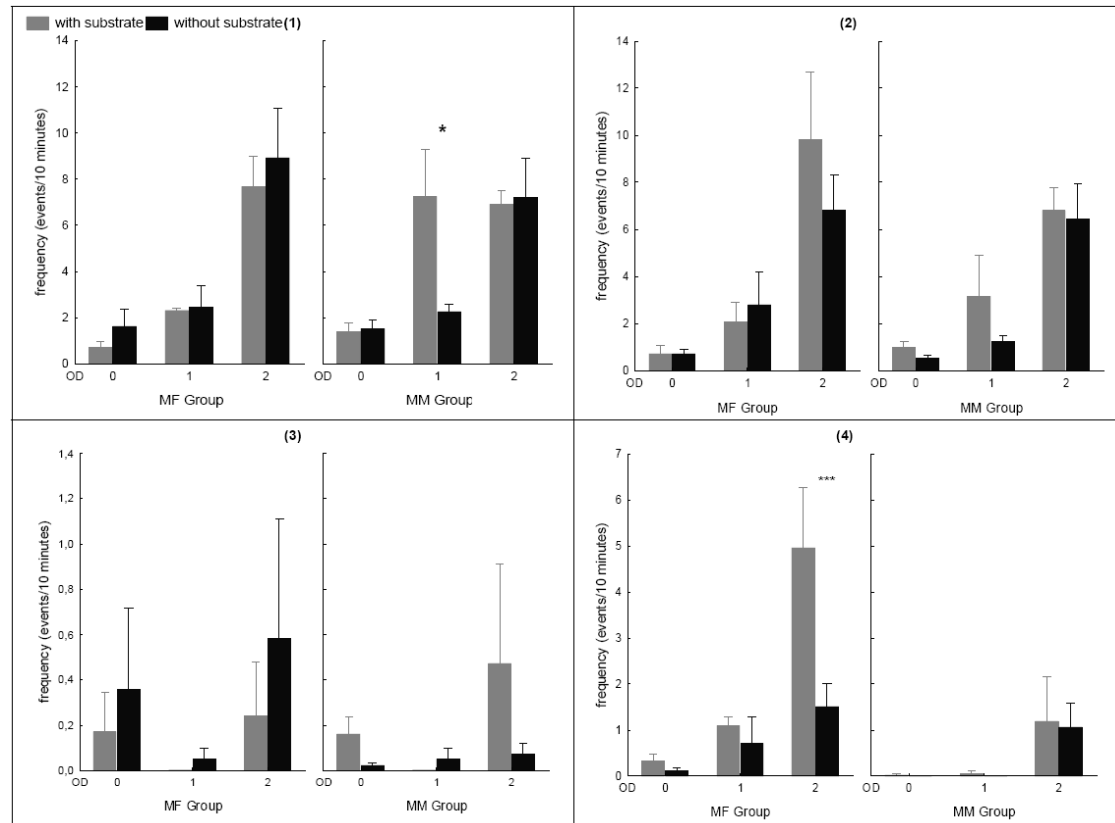 with substrate without substrate (1)
frequency (events/10 minutes)
14
12
10
8
6
4
2
0
*
OD 0 1 2 0 1 2
MF Group MM Group
(2)
frequency (events/10 minutes)
14
12
10
8
6
4
2
0
OD 0 1 2 0 1 2
MF Group MM Group
(3)
frequency (events/10 minutes)
1,4
1,2
1,0
0,8
0,6
0,4
0,2
0,0
OD 0 1 2 0 1 2
MF Group MM Group
(4)
frequency (events/10 minutes)
7
6
5
4
3
2
1
0
***
OD 0 1 2 0 1 2
MF Group MM Group